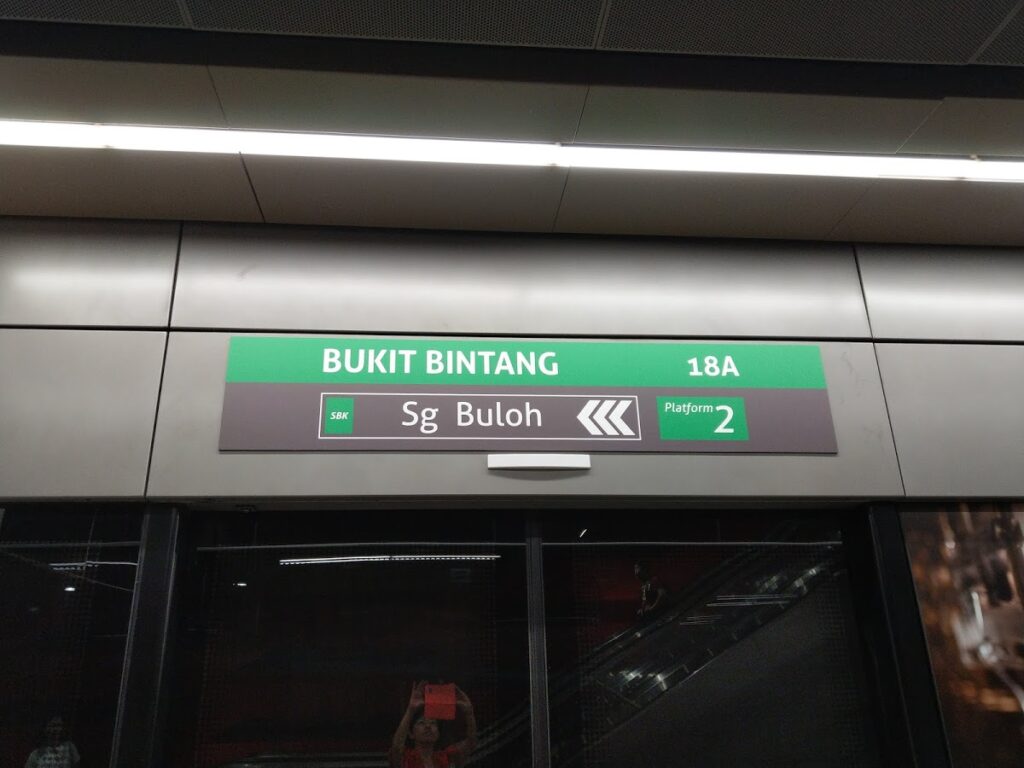 BUKIT BINTANG 18A
SBK Sg Buloh Platform 2